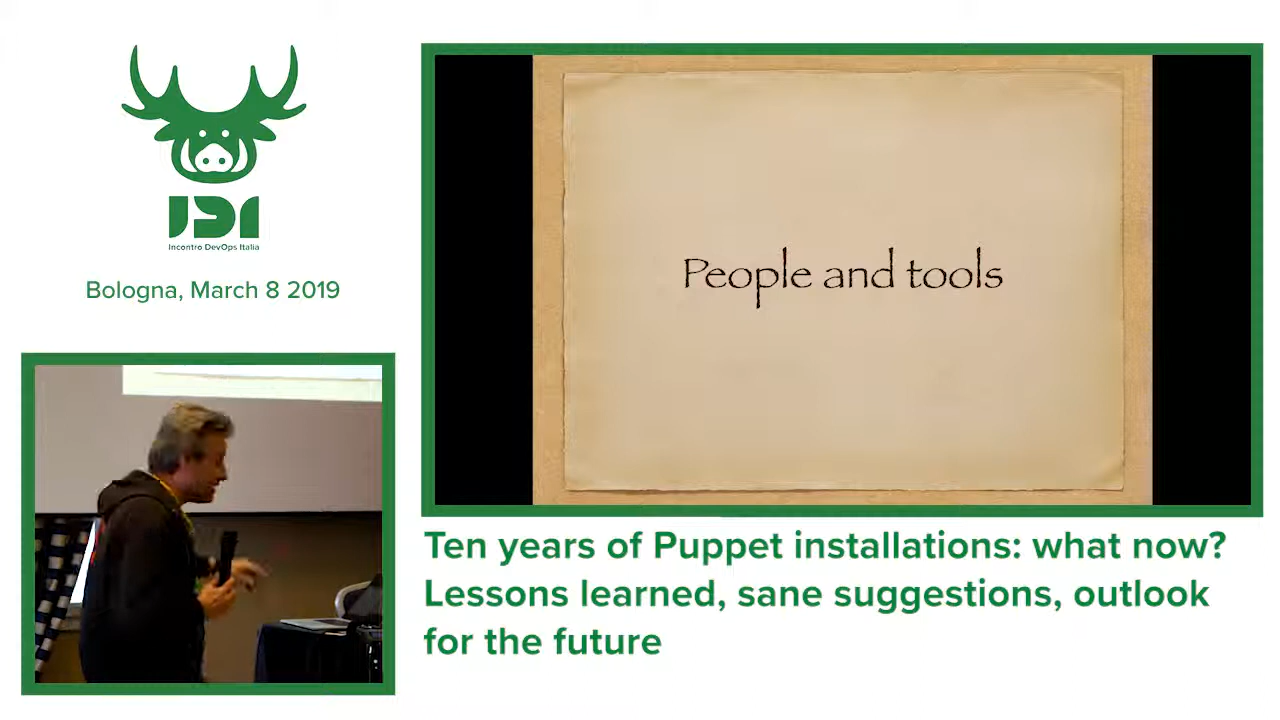 IDI
Incontro DevOps Italia
Bologna, March 8 2019
People and tools
Ten years of Puppet installations: what now?
Lessons learned, sane suggestions, outlook
for the future